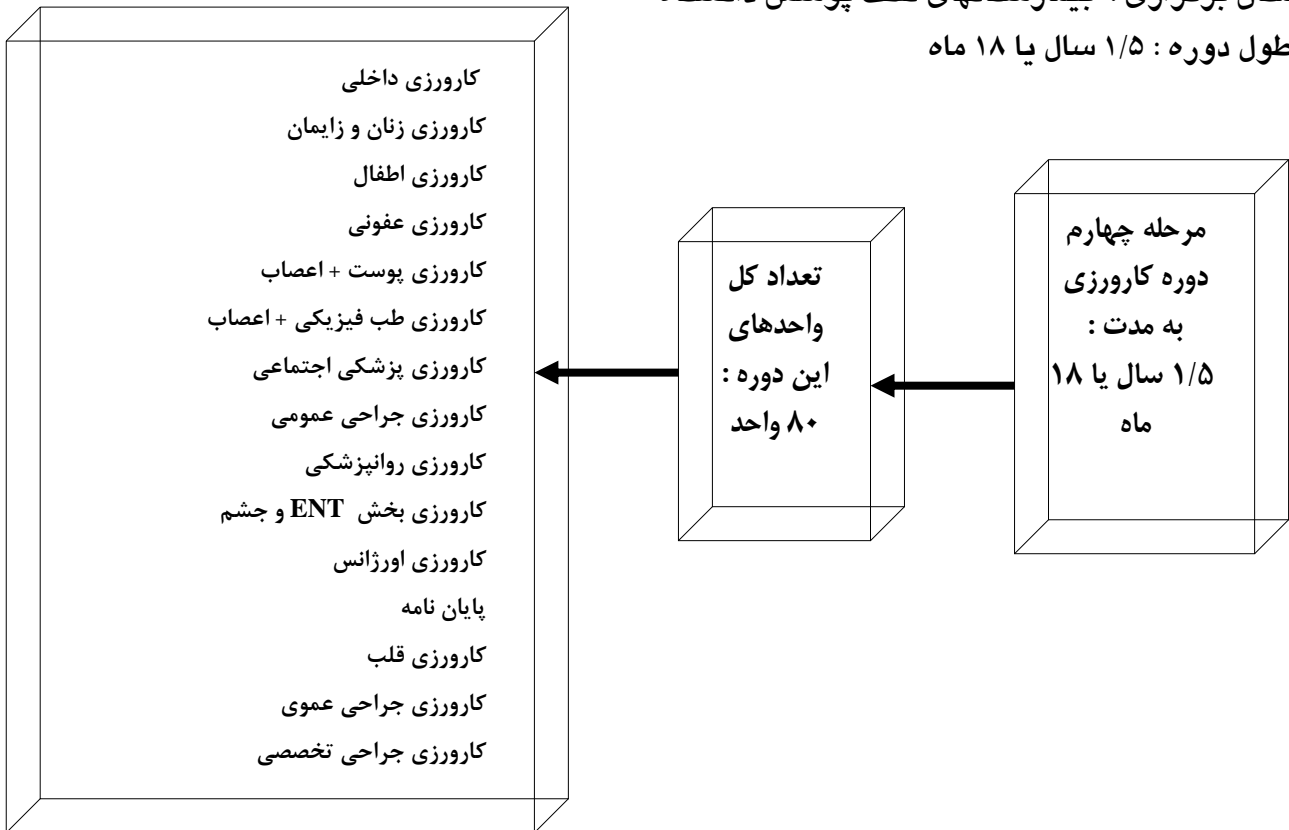 طول دوره : ۱/۵ سال یا ۱۸ ماه
مرحله چهارم
دوره کارورزی
به مدت :
۱/۵ سال یا ۱۸
ماه
تعداد کل
واحدهای
این دوره :
۸۰ واحد
کارورزی داخلی
کارورزی زنان و زایمان
کارورزی اطفال
کارورزی عفونی
کارورزی پوست + اعصاب
کارورزی طب فیزیکی + اعصاب
کارورزی پزشکی اجتماعی
کارورزی جراحی عمومی
کارورزی روانپزشکی
کارورزی بخش ENT و جشم
کارورزی اورژانس
پایان نامه
کارورزی قلب
کارورزی جراحی عموی
کارورزی جراحی تخصصی